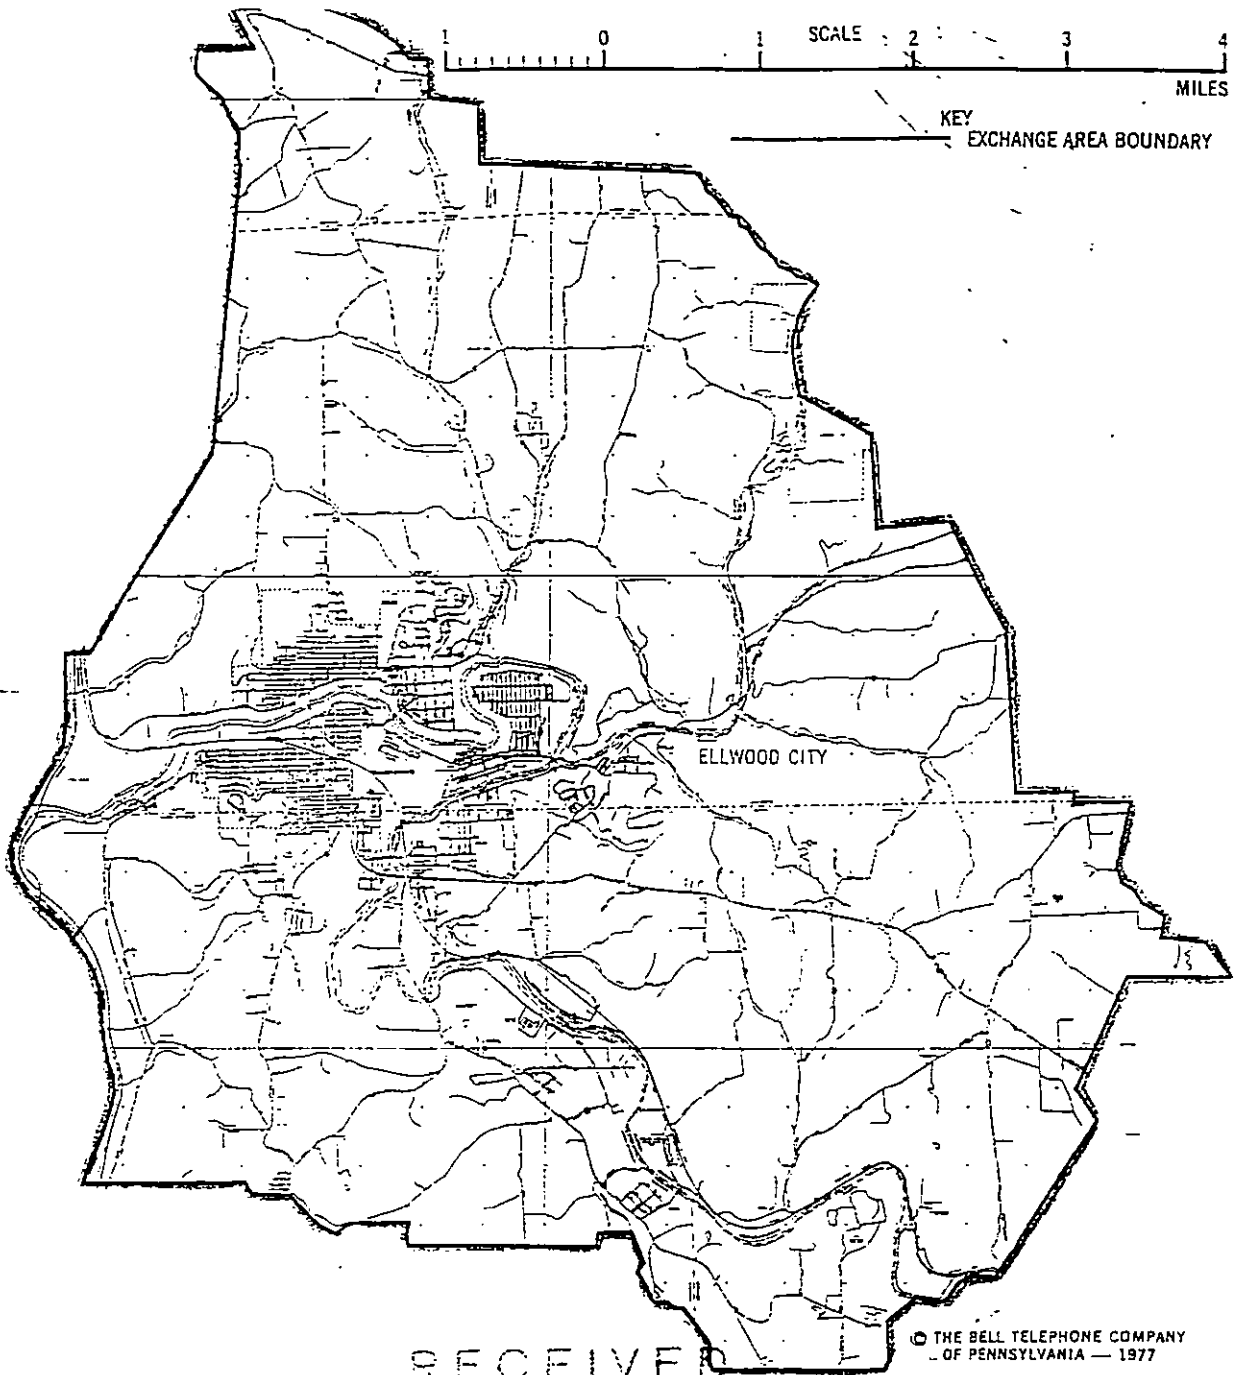 SCALE
1 0 1 2 3 4
MILES
KEY
EXCHANGE AREA BOUNDARY
ELLWOOD CITY
© THE BELL TELEPHONE COMPANY
OF PENNSYLVANIA — 1977
RECEIVED